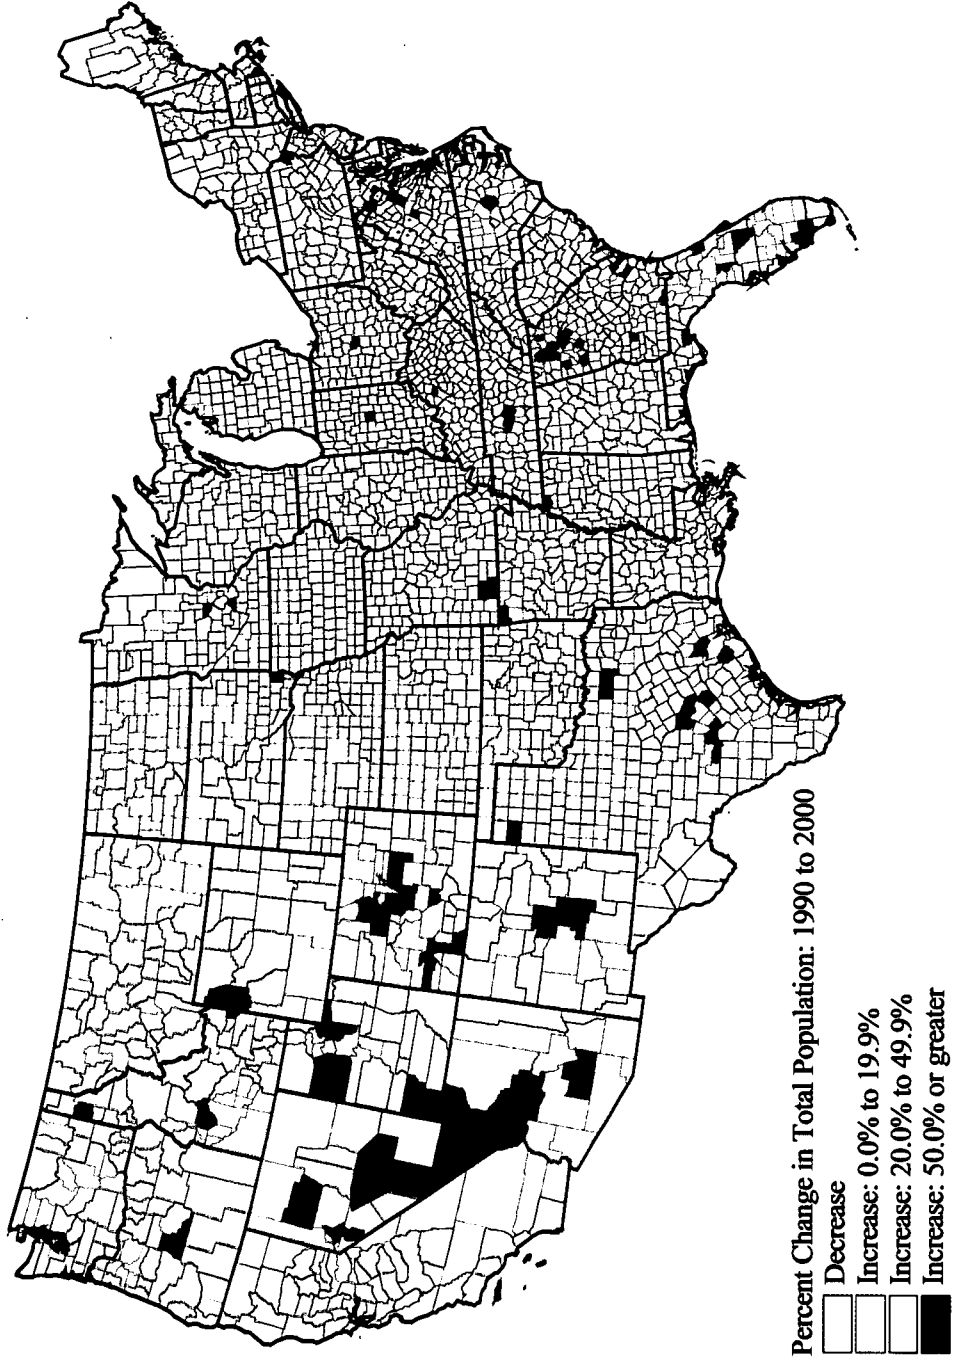 Percent Change in Total Population: 1990 to 2000
Decrease
Increase: 0.0% to 19.9%
Increase: 20.0% to 49.9%
Increase: 50.0% or greater